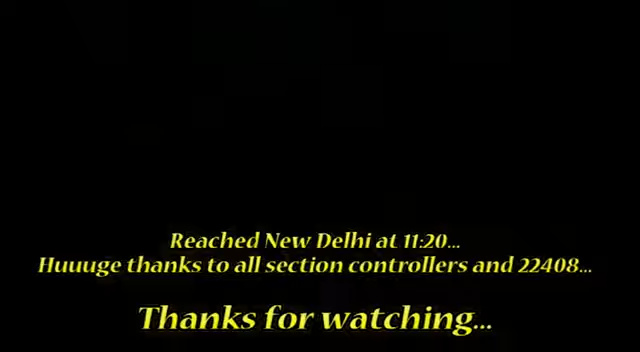 Reached New Delhi at 11:20...
Huuuge thanks to all section controllers and 22408...
Thanks for watching...